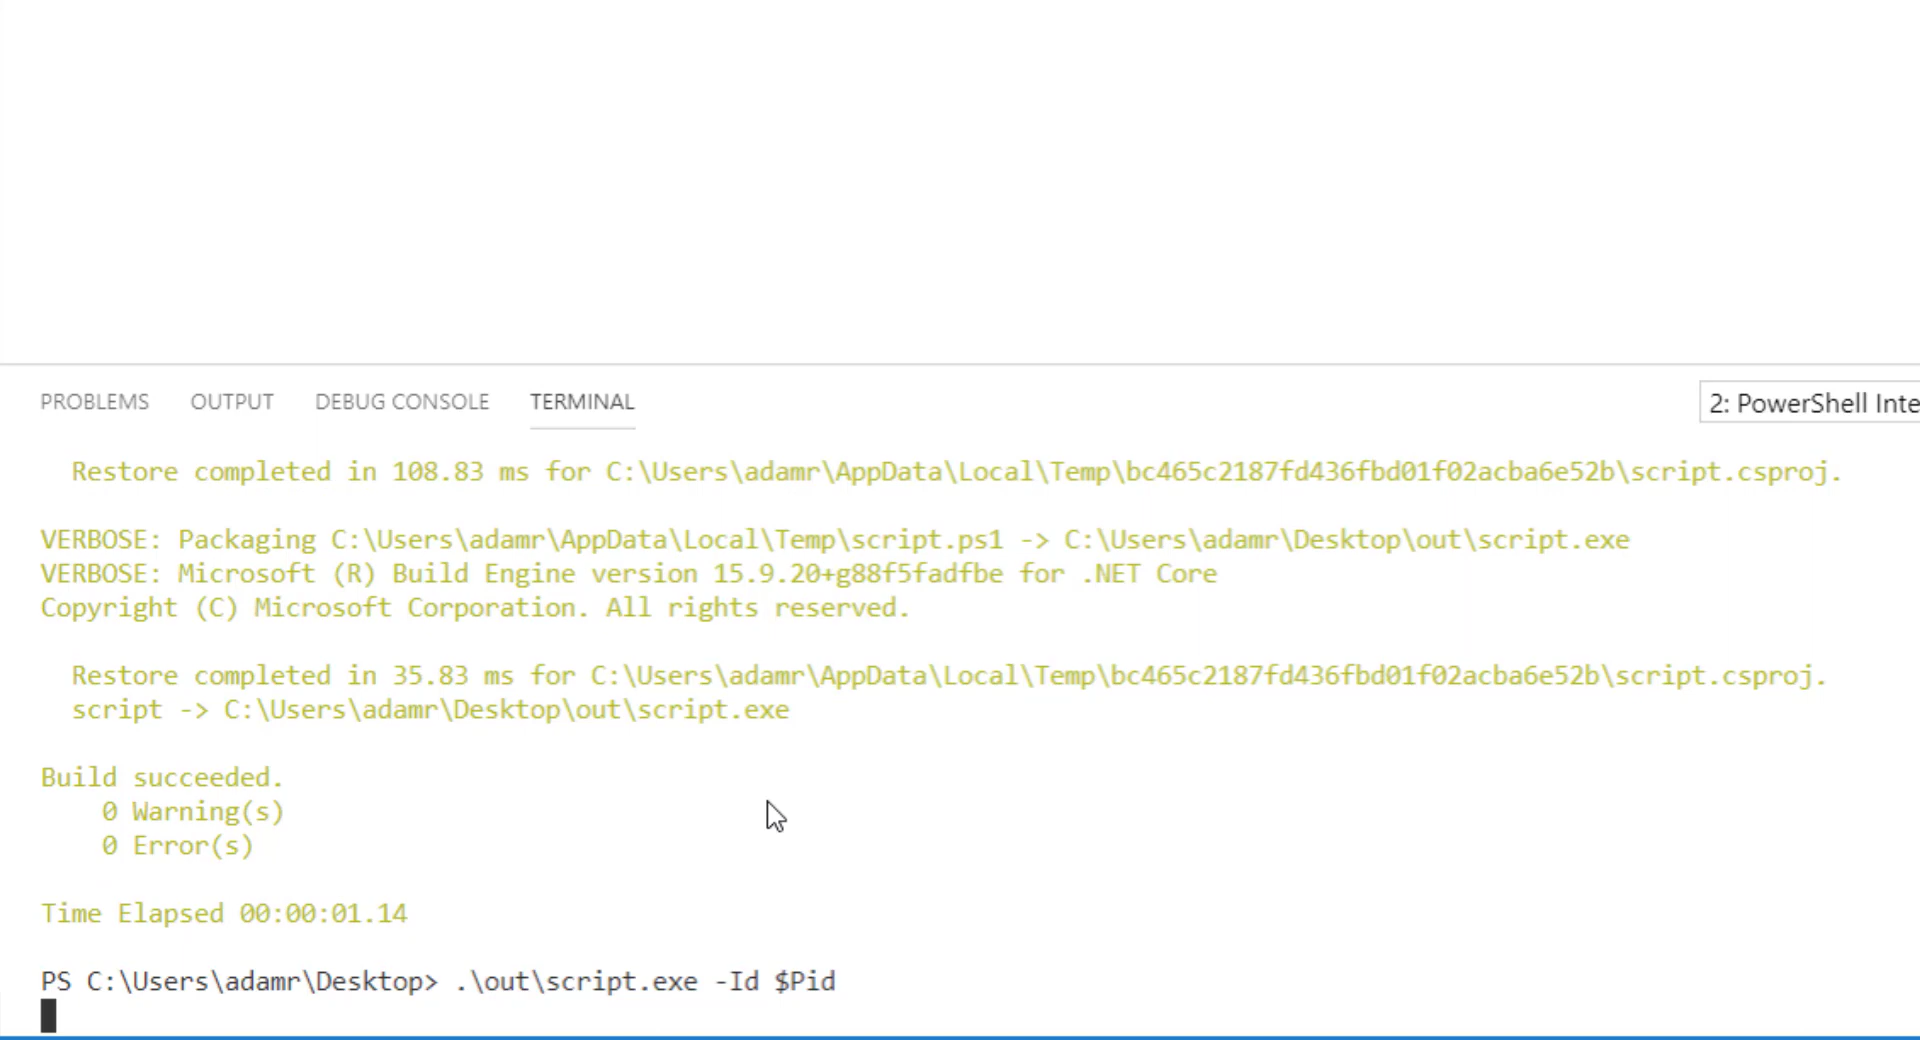 PROBLEMS OUTPUT DEBUG CONSOLE TERMINAL 2: PowerShell Inte
Restore completed in 108.83 ms for C:\Users\adamr\AppData\Local\Temp\bc465c2187fd436fbd01f02acba6e52b\script.csproj.
VERBOSE: Packaging C:\Users\adamr\AppData\Local\Temp\script.ps1 -> C:\Users\adamr\Desktop\out\script.exe
VERBOSE: Microsoft (R) Build Engine version 15.9.20+g88f5fadfbe for .NET Core
Copyright (C) Microsoft Corporation. All rights reserved.
Restore completed in 35.83 ms for C:\Users\adamr\AppData\Local\Temp\bc465c2187fd436fbd01f02acba6e52b\script.csproj.
script -> C:\Users\adamr\Desktop\out\script.exe
Build succeeded.
0 Warning(s)
0 Error(s)
Time Elapsed 00:00:01.14
PS C:\Users\adamr\Desktop> .\out\script.exe -Id $Pid